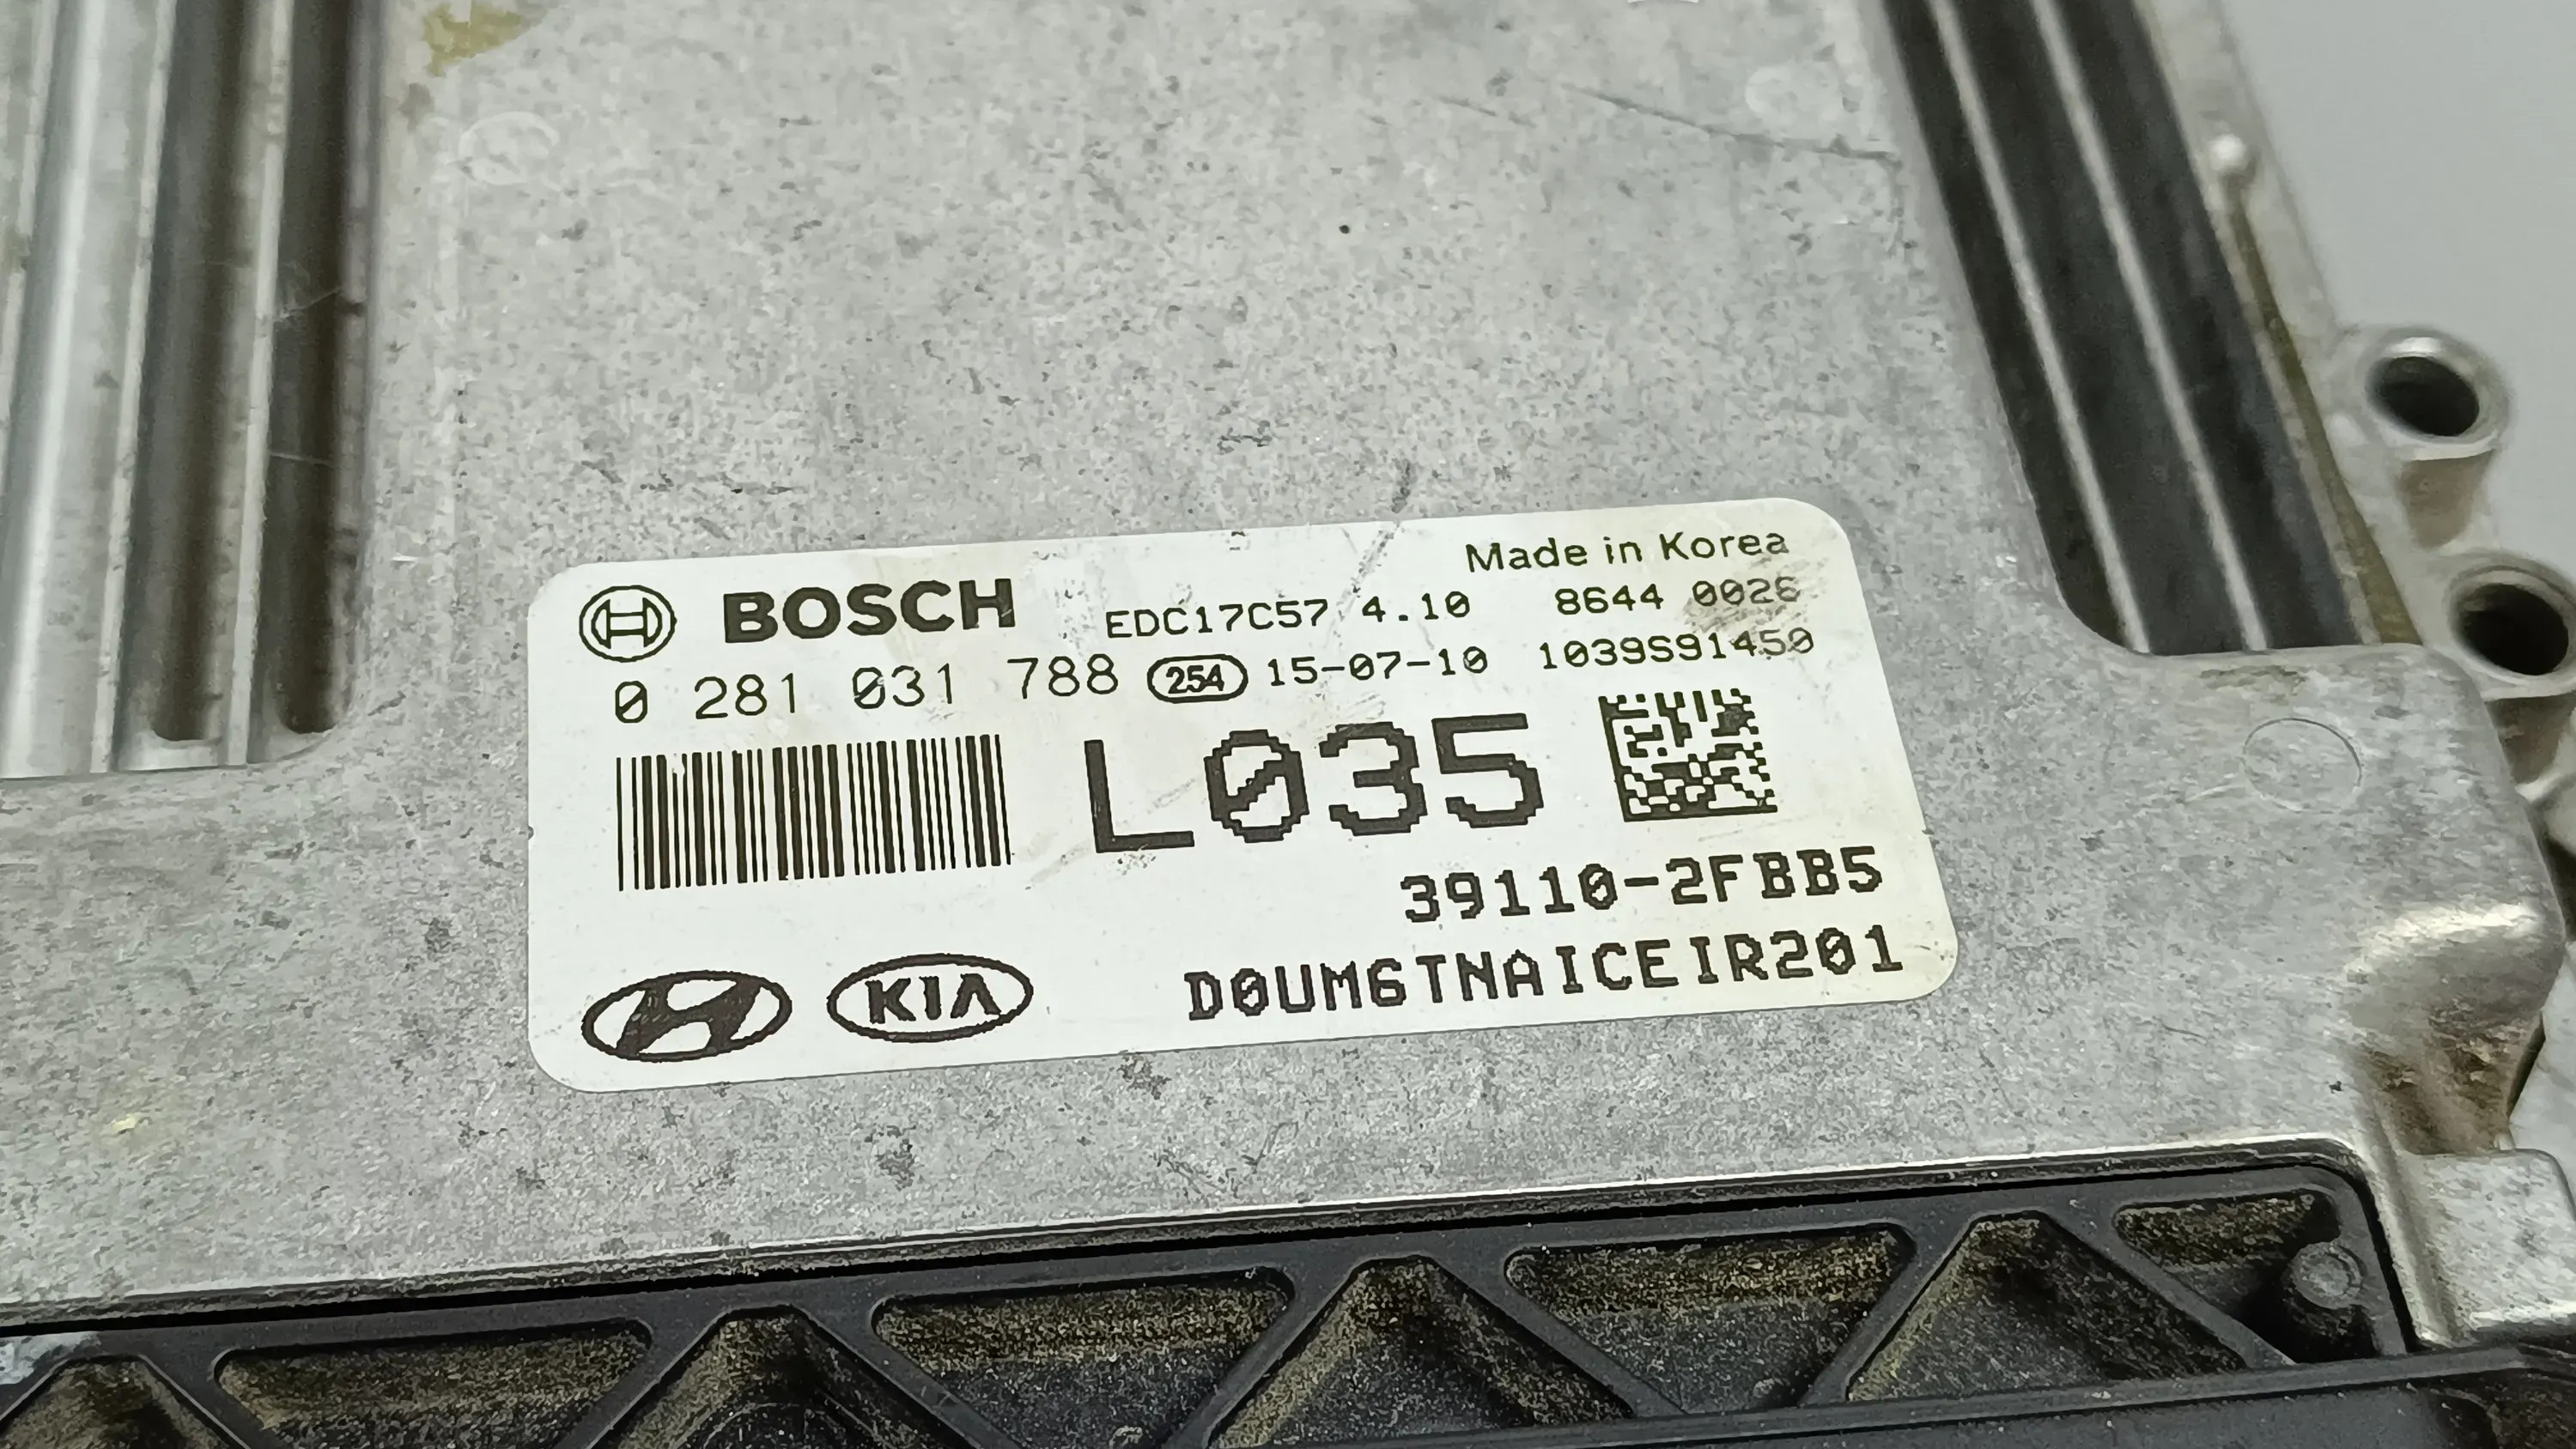 Made in Korea
BOSCH EDC17C57 4.10 8644 0026
0 281 031 788 254 15-07-10 1039S91450
L035
39110-2FBB5
KIA D0UM6TNAICEIR201